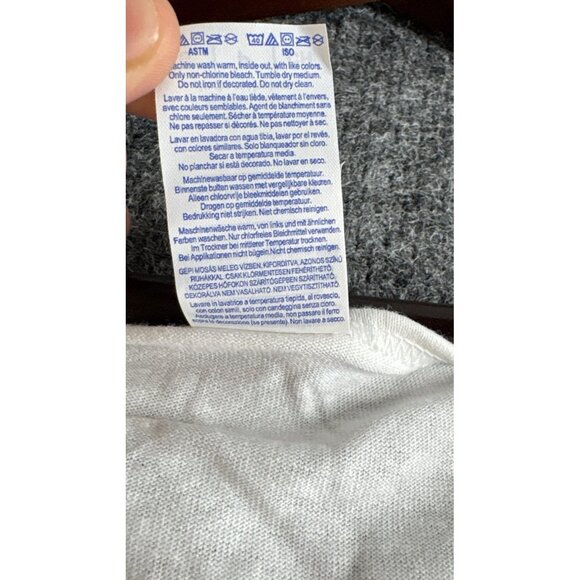 40
ASTM ISO
achine wash warm, inside out, with like colors.
Only non-chlorine bleach. Tumble dry medium.
Do not iron if decorated. Do not dry clean.
Laver à la machine à l'eau tiède, vêtement à l'envers,
avec couleurs semblables. Agent de blanchiment sans
chlore seulement. Sécher à température moyenne.
Ne pas repasser si décorés. Ne pas nettoyer à sec.
Lavar en lavadora con agua tibia, lavar por el revés,
con colores similares. Solo blanqueador sin cloro.
Secar a temperatura media.
No planchar si está decorado. No lavar en seco.
Machinewasbaar op gemiddelde temperatuur.
Binnenste buiten wassen met vergelijkbare kleuren.
Alleen chloorvrije bleekmiddelen gebruiken.
Drogen op gemiddelde temperatuur.
Bedrukking niet strijken. Niet chemisch reinigen.
Maschinenwäsche warm, von links und mit ähnlichen
Farben waschen. Nur chlorfreies Bleichmittel verwenden.
Im Trockner bei mittlerer Temperatur trocknen.
Bei Applikationen nicht bügeln. Nicht chemisch reinigen.
GÉPI MOSÁS MELEG VÍZBEN, KIFORDÍTVA, AZONOS SZÍNŰ
RUHÁKKAL. CSAK KLÓRMENTESEN FEHÉRÍTHETŐ.
KÖZEPES HŐFOKON SZÁRÍTÓGÉPBEN SZÁRÍTHATÓ.
DEKORÁLVA NEM VASALHATÓ. NEM VEGYTISZTÍTHATÓ.
Lavare in lavatrice a temperatura tiepida, al rovescio,
con colori simili, solo con candeggina senza cloro.
Asciugare a temperatura media, non passare il ferro
sopra la decorazione (se presente). Non lavare a secco.